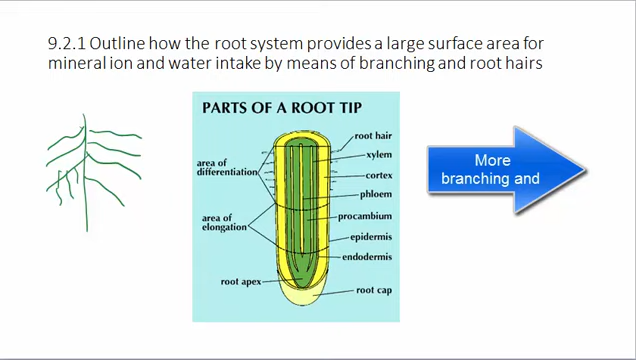 9.2.1 Outline how the root system provides a large surface area for
mineral ion and water intake by means of branching and root hairs
PARTS OF A ROOT TIP
root hair
xylem
area of
differentiation
cortex
phloem
area of
elongation
procambium
epidermis
endodermis
root apex
root cap
More
branching and